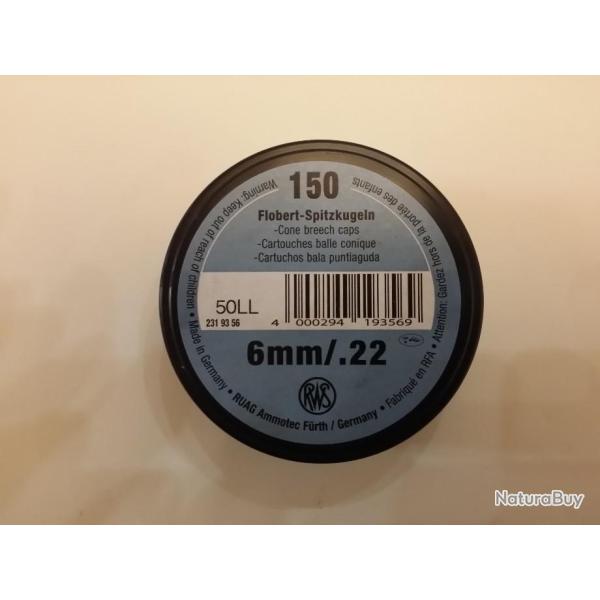 150
Flobert-Spitzkugeln
-Cone breech caps
-Cartouches balle conique
-Cartuchos bala puntiaguda
50LL
231 93 56
4 000294 193569
6mm/.22
RWS
Warning: Keep out of reach of children • Made in Germany • RUAG Ammotec Fürth / Germany • Fabriqué en RFA • Attention: Gardez hors de la portée des enfants
NaturaBuy